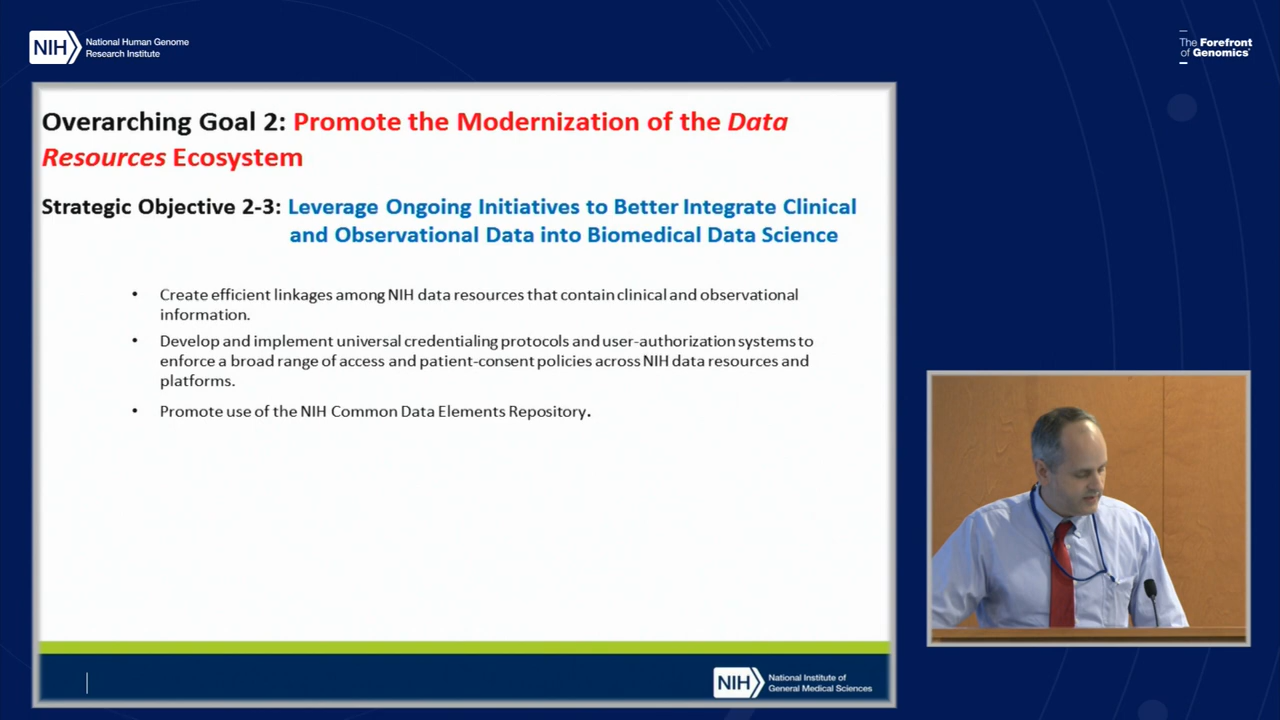 NIH
National Human Genome
Research Institute
The Forefront
of Genomics®
Overarching Goal 2: Promote the Modernization of the Data
Resources Ecosystem
Strategic Objective 2-3: Leverage Ongoing Initiatives to Better Integrate Clinical
and Observational Data into Biomedical Data Science
• Create efficient linkages among NIH data resources that contain clinical and observational
information.
• Develop and implement universal credentialing protocols and user-authorization systems to
enforce a broad range of access and patient-consent policies across NIH data resources and
platforms.
• Promote use of the NIH Common Data Elements Repository.
NIH
National Institute of
General Medical Sciences